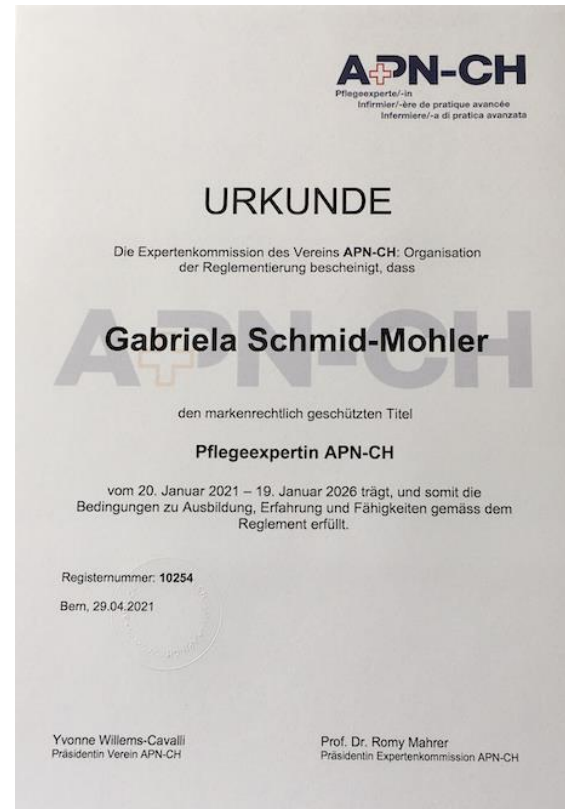 APN-CH
Pflegeexperte/-in
Infirmier/-ère de pratique avancée
Infermiere/-a di pratica avanzata
URKUNDE
Die Expertenkommission des Vereins APN-CH: Organisation
der Reglementierung bescheinigt, dass
Gabriela Schmid-Mohler
den markenrechtlich geschützten Titel
Pflegeexpertin APN-CH
vom 20. Januar 2021 – 19. Januar 2026 trägt, und somit die
Bedingungen zu Ausbildung, Erfahrung und Fähigkeiten gemäss dem
Reglement erfüllt.
Registernummer: 10254
Bern, 29.04.2021
Yvonne Willems-Cavalli
Präsidentin Verein APN-CH
Prof. Dr. Romy Mahrer
Präsidentin Expertenkommission APN-CH